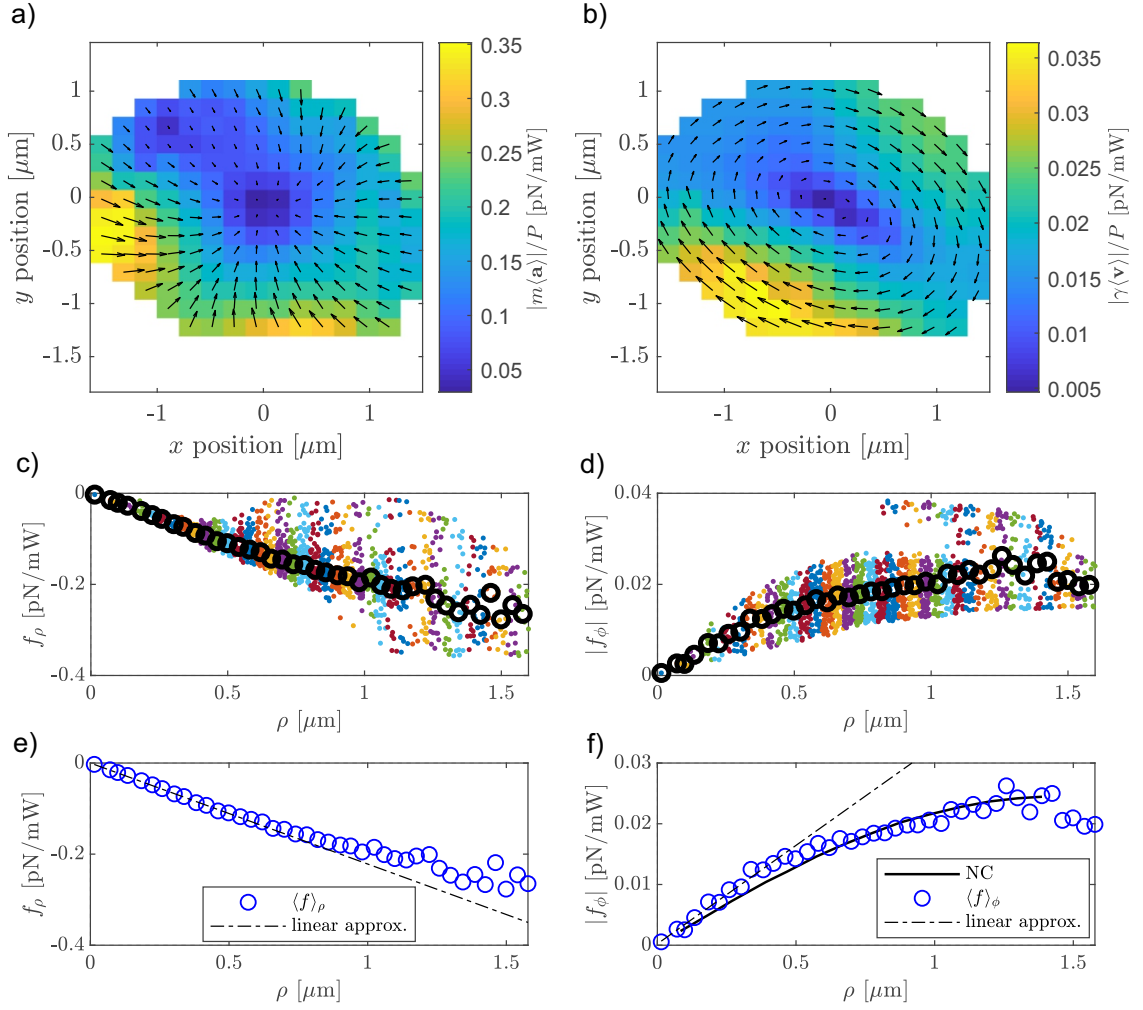 a)
1
0.5
0
-0.5
-1
-1.5
y position [μm]
-1
0
1
x position [μm]
0.35
0.3
0.25
0.2
0.15
0.1
0.05
|m⟨a⟩|/P [pN/mW]
b)
1
0.5
0
-0.5
-1
-1.5
y position [μm]
-1
0
1
x position [μm]
0.035
0.03
0.025
0.02
0.015
0.01
0.005
|γ⟨v⟩|/P [pN/mW]
c)
0
-0.2
-0.4
f_ρ [pN/mW]
0
0.5
1
1.5
ρ [μm]
d)
0.04
0.02
0
|f_ϕ| [pN/mW]
0
0.5
1
1.5
ρ [μm]
e)
0
-0.2
-0.4
f_ρ [pN/mW]
⟨f⟩_ρ
linear approx.
0
0.5
1
1.5
ρ [μm]
f)
0.03
0.02
0.01
0
|f_ϕ| [pN/mW]
NC
⟨f⟩_ϕ
linear approx.
0
0.5
1
1.5
ρ [μm]